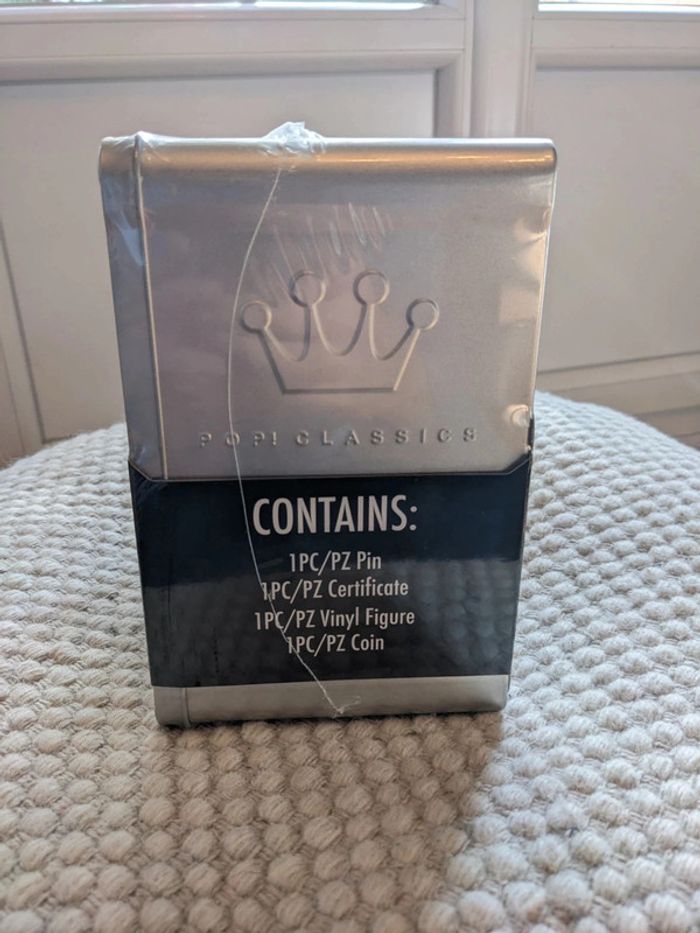 POP! CLASSICS
CONTAINS:
1PC/PZ Pin
1PC/PZ Certificate
1PC/PZ Vinyl Figure
1PC/PZ Coin